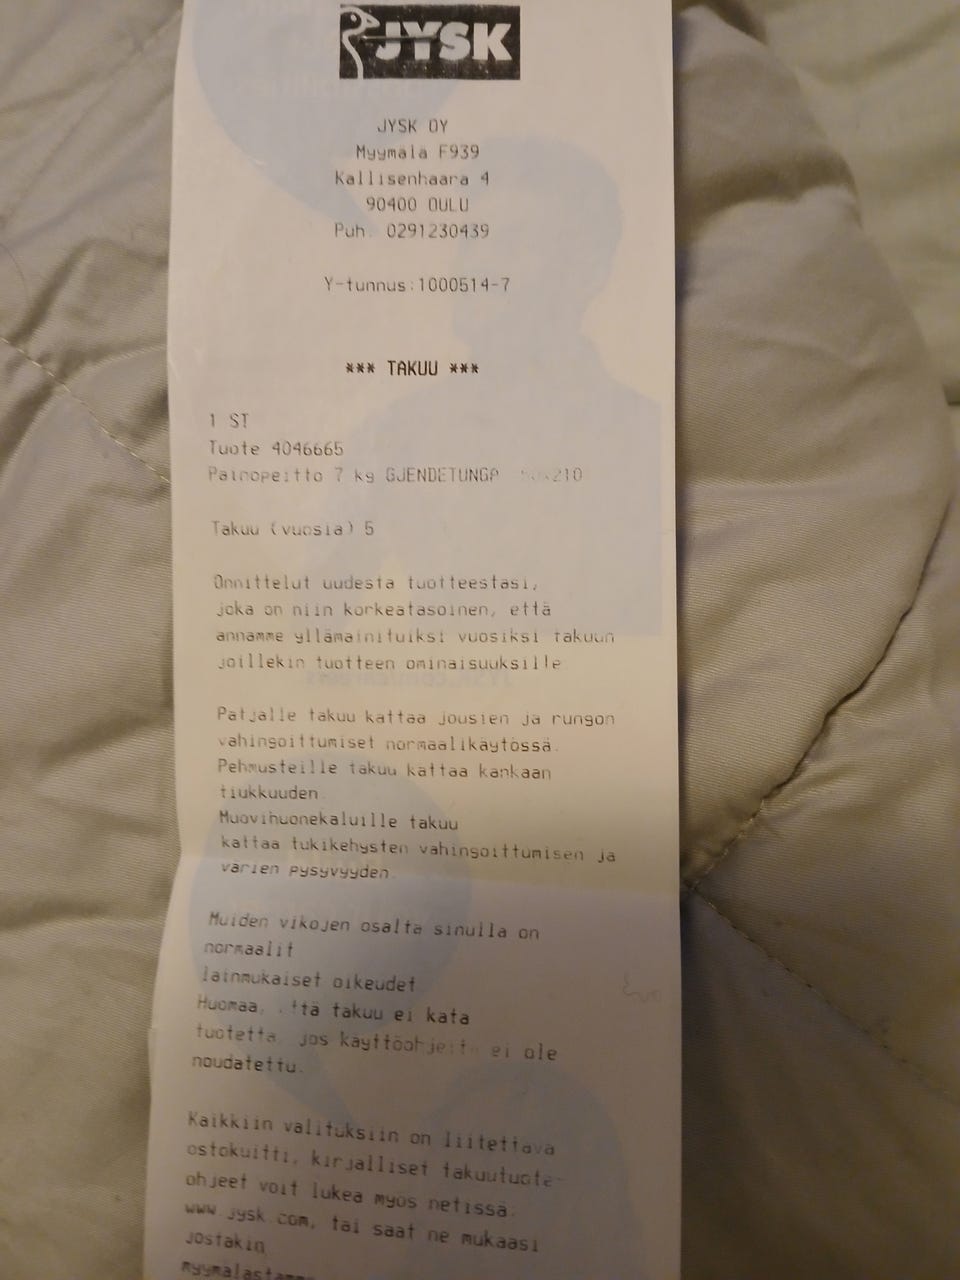 JYSK
JYSK OY
Myymala F939
Kallisenhaara 4
90400 OULU
Puh. 0291230439
Y-tunnus:1000514-7
*** TAKUU ***
1 ST
Tuote 4046665
Painopeitto 7 kg GJENDETUNGA
Takuu (vuosia) 5
Onnittelut uudesta tuotteestasi,
joka on niin korkeatasoinen, että
annamme yllämainituiksi vuosiksi takuun
joillekin tuotteen ominaisuuksille
Patjalle takuu kattaa jousien ja rungon
vahingoittumiset normaalikäytössä.
Pehmusteille takuu kattaa kankaan
tiukkuuden.
Muovihuonekaluille takuu
kattaa tukikehysten vahingoittumisen ja
värien pysyvyyden.
Muiden vikojen osalta sinulla on
normaalit
lainmukaiset oikeudet
Huomaa, että takuu ei kata
tuotetta, jos käyttöohjeita ei ole
noudatettu.
Kaikkiin valituksiin on liitettava
ostokuitti, kirjalliset takuutuote-
ohjeet voit lukea myos netissä.
www.jysk.com, tai saat ne mukaasi
jostakin